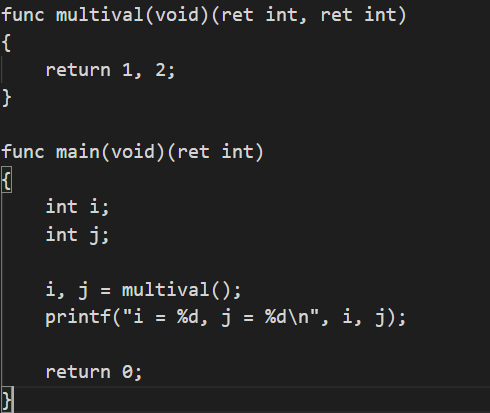 func multival(void)(ret int, ret int)
{
    return 1, 2;
}

func main(void)(ret int)
{
    int i;
    int j;

    i, j = multival();
    printf("i = %d, j = %d\n", i, j);

    return 0;
}